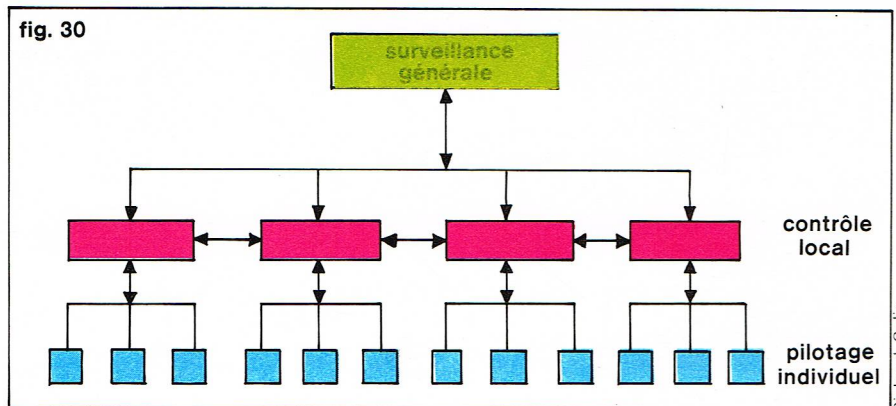 fig. 30
surveillance
générale
contrôle
local
pilotage
individuel